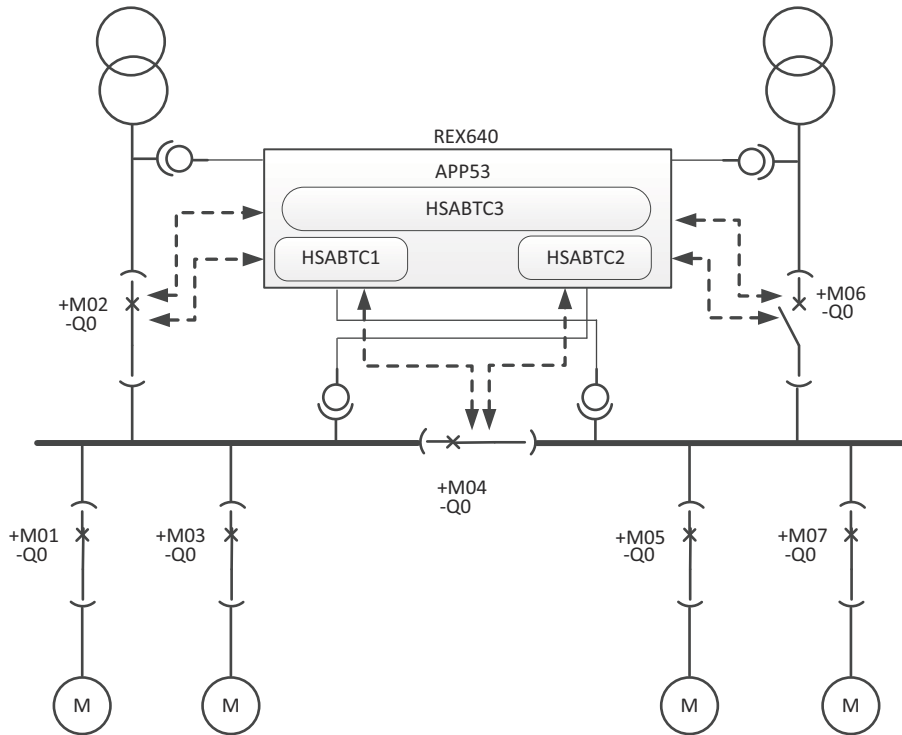 REX640
APP53
HSABTC3
HSABTC1
HSABTC2
+M02
-Q0
+M06
-Q0
+M04
-Q0
+M01
-Q0
+M03
-Q0
+M05
-Q0
+M07
-Q0
M
M
M
M